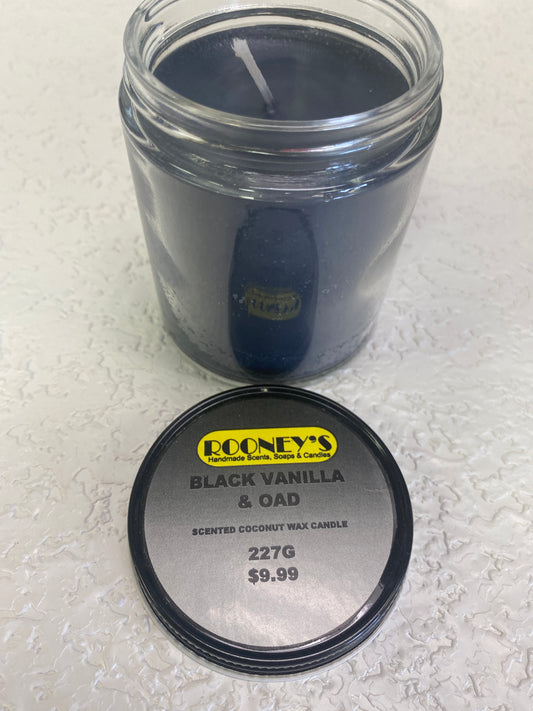 ROONEY'S
Handmade Scents, Soaps & Candles
BLACK VANILLA
& OAD
SCENTED COCONUT WAX CANDLE
227G
$9.99